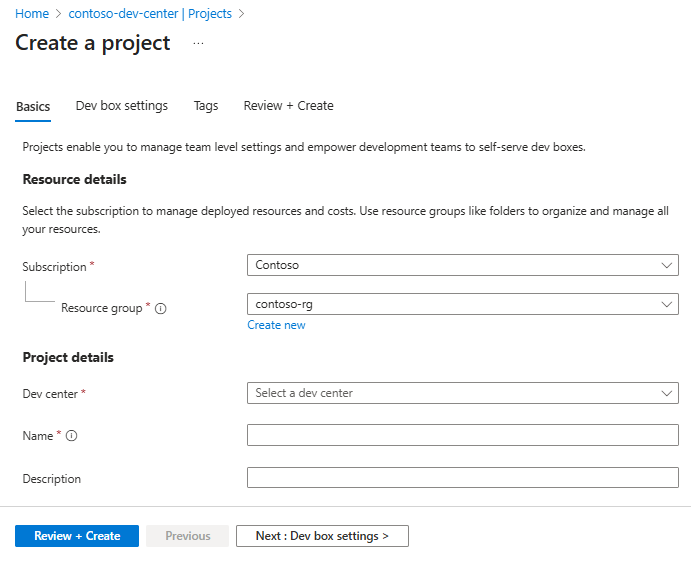 Home > contoso-dev-center | Projects >
Create a project ...
Basics Dev box settings Tags Review + Create
Projects enable you to manage team level settings and empower development teams to self-serve dev boxes.
Resource details
Select the subscription to manage deployed resources and costs. Use resource groups like folders to organize and manage all
your resources.
Subscription * Contoso
Resource group * contoso-rg
Create new
Project details
Dev center * Select a dev center
Name *
Description
Review + Create Previous Next : Dev box settings >